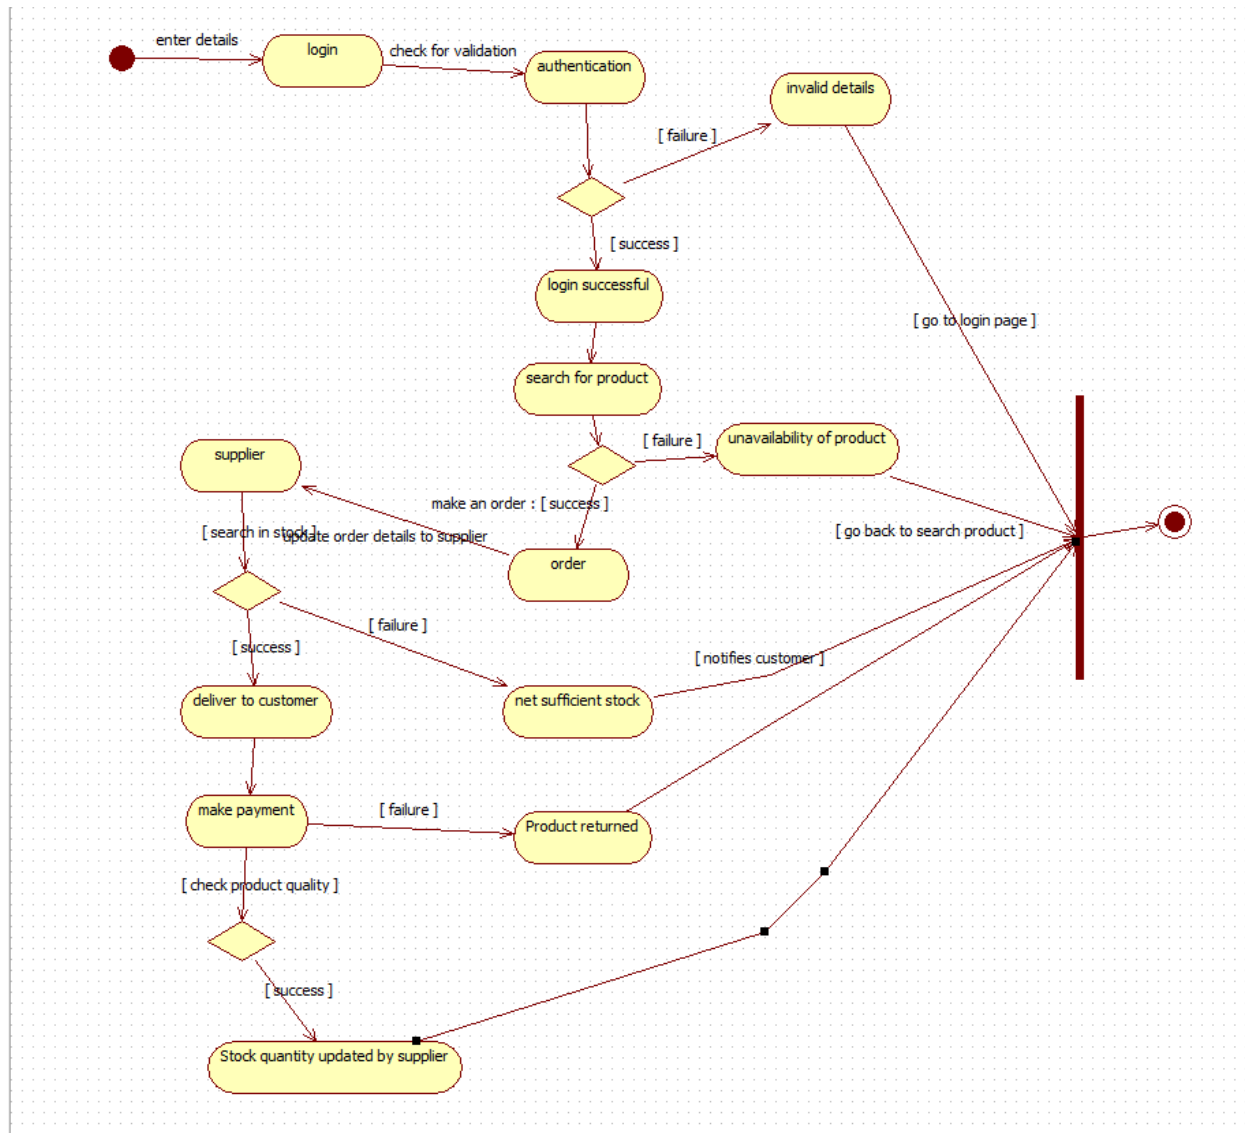 enter details
login
check for validation
authentication
invalid details
[ failure ]
[ success ]
login successful
[ go to login page ]
search for product
[ failure ]
unavailability of product
supplier
make an order : [ success ]
[ search in stock ]
update order details to supplier
[ go back to search product ]
order
[ failure ]
[ success ]
[ notifies customer ]
deliver to customer
net sufficient stock
make payment
[ failure ]
Product returned
[ check product quality ]
[ success ]
Stock quantity updated by supplier